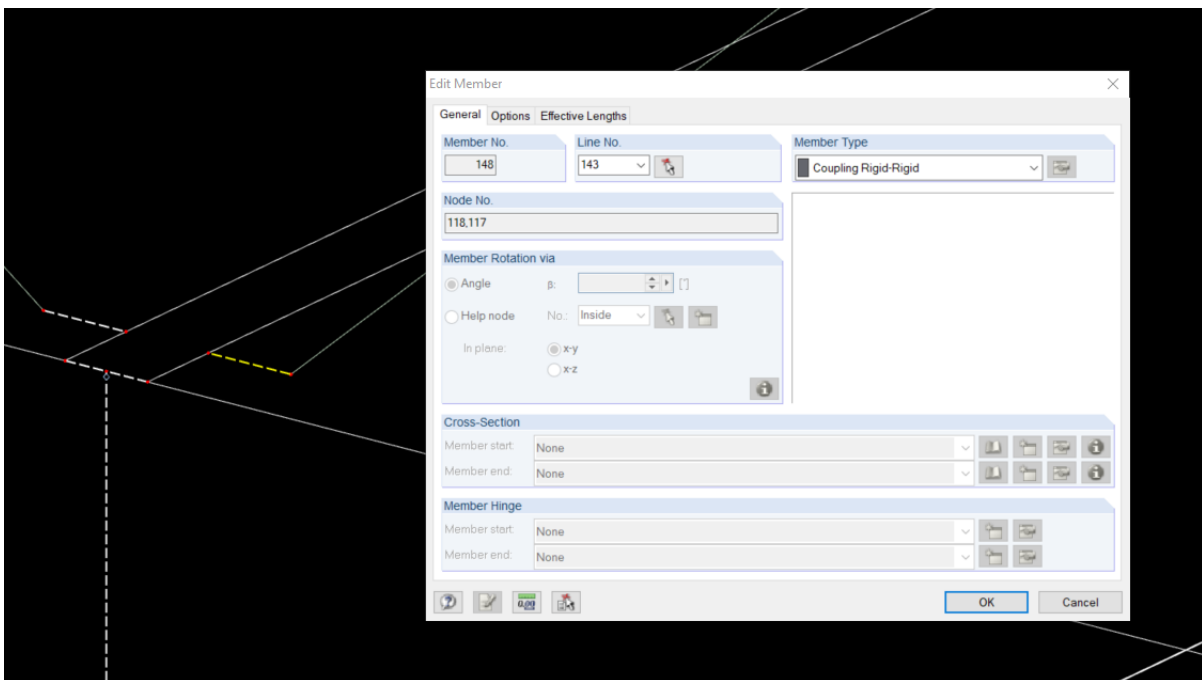 Edit Member
General Options Effective Lengths
Member No. Line No. Member Type
148 143 Coupling Rigid-Rigid
Node No.
118,117
Member Rotation via
Angle β: [°]
Help node No.: Inside
In plane: x-y
x-z
Cross-Section
Member start: None
Member end: None
Member Hinge
Member start: None
Member end: None
OK Cancel